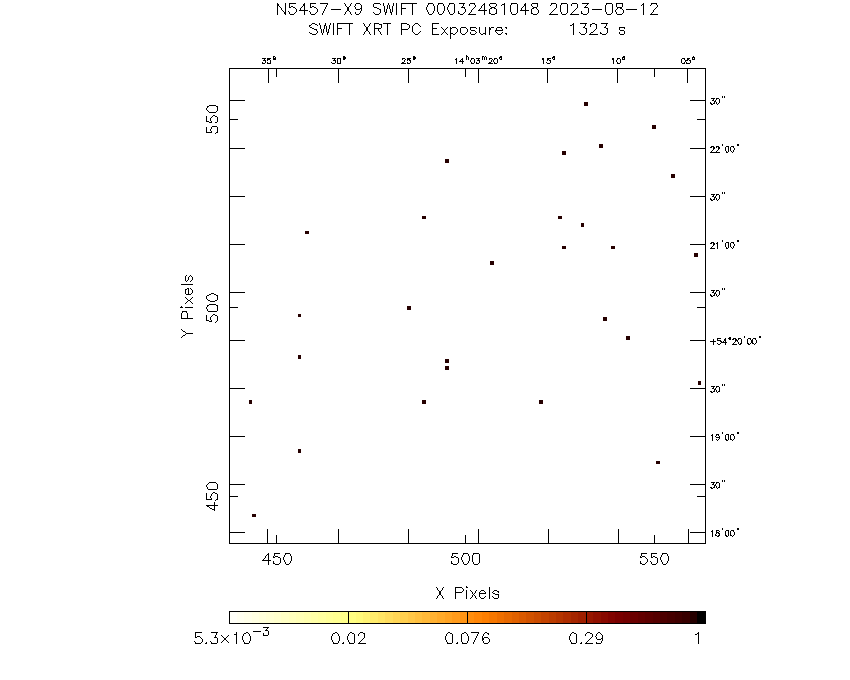 N5457-X9 SWIFT 00032481048 2023-08-12
SWIFT XRT PC Exposure: 1323 s
35ˢ 30ˢ 25ˢ 14ʰ03ᵐ20ˢ 15ˢ 10ˢ 05ˢ
30"
550
22'00"
30"
21'00"
30"
500
Y Pixels
+54°20'00"
30"
19'00"
30"
450
18'00"
450 500 550
X Pixels
5.3×10⁻³ 0.02 0.076 0.29 1